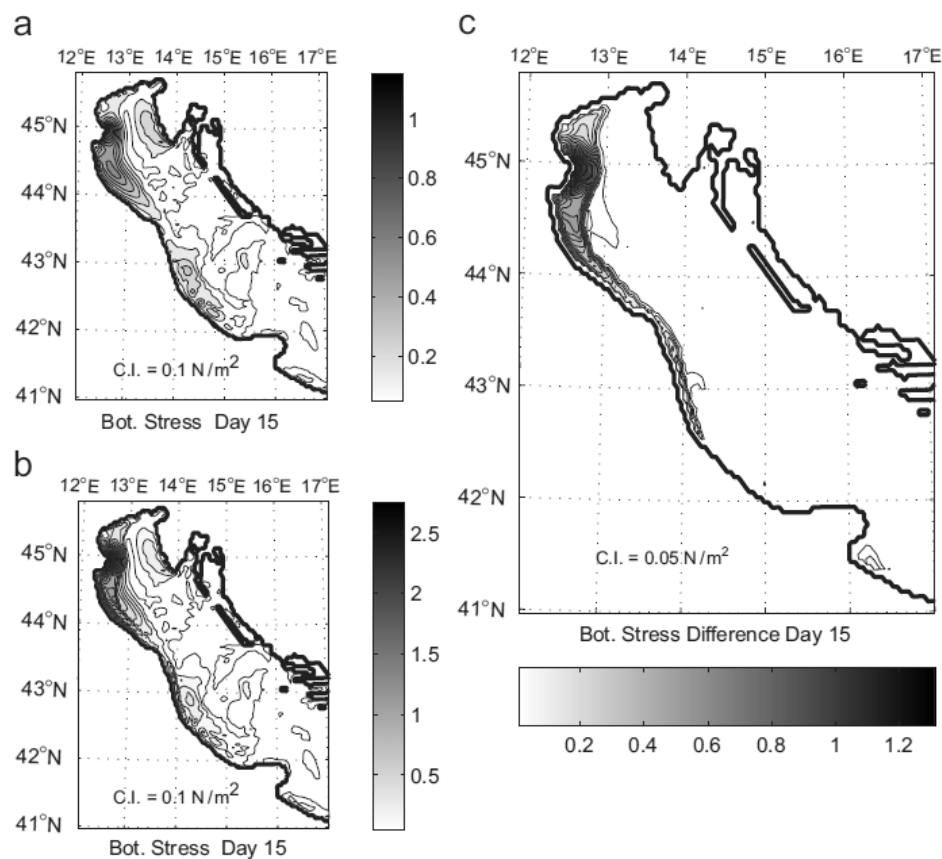 a
12°E 13°E 14°E 15°E 16°E 17°E
45°N
44°N
43°N
42°N
41°N
C.I. = 0.1 N/m²
Bot. Stress Day 15
1
0.8
0.6
0.4
0.2
b
12°E 13°E 14°E 15°E 16°E 17°E
45°N
44°N
43°N
42°N
41°N
C.I. = 0.1 N/m²
Bot. Stress Day 15
2.5
2
1.5
1
0.5
c
12°E 13°E 14°E 15°E 16°E 17°E
45°N
44°N
43°N
42°N
41°N
C.I. = 0.05 N/m²
Bot. Stress Difference Day 15
0.2 0.4 0.6 0.8 1 1.2